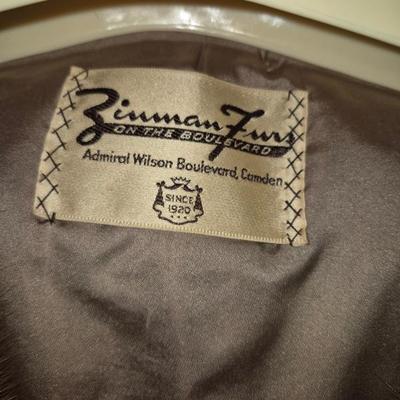 Zinman Furs
ON THE BOULEVARD
Admiral Wilson Boulevard, Camden,
SINCE
1920